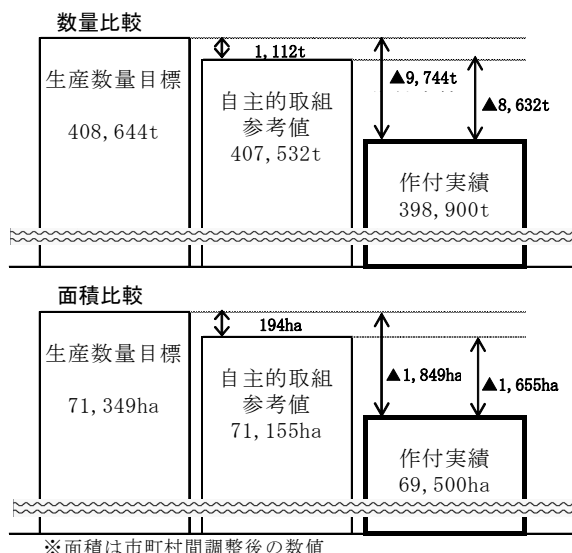 数量比較
1,112t
生産数量目標
408,644t
自主的取組
参考値
407,532t
▲9,744t
▲8,632t
作付実績
398,900t
面積比較
194ha
生産数量目標
71,349ha
自主的取組
参考値
71,155ha
▲1,849ha
▲1,655ha
作付実績
69,500ha
※面積は市町村間調整後の数値